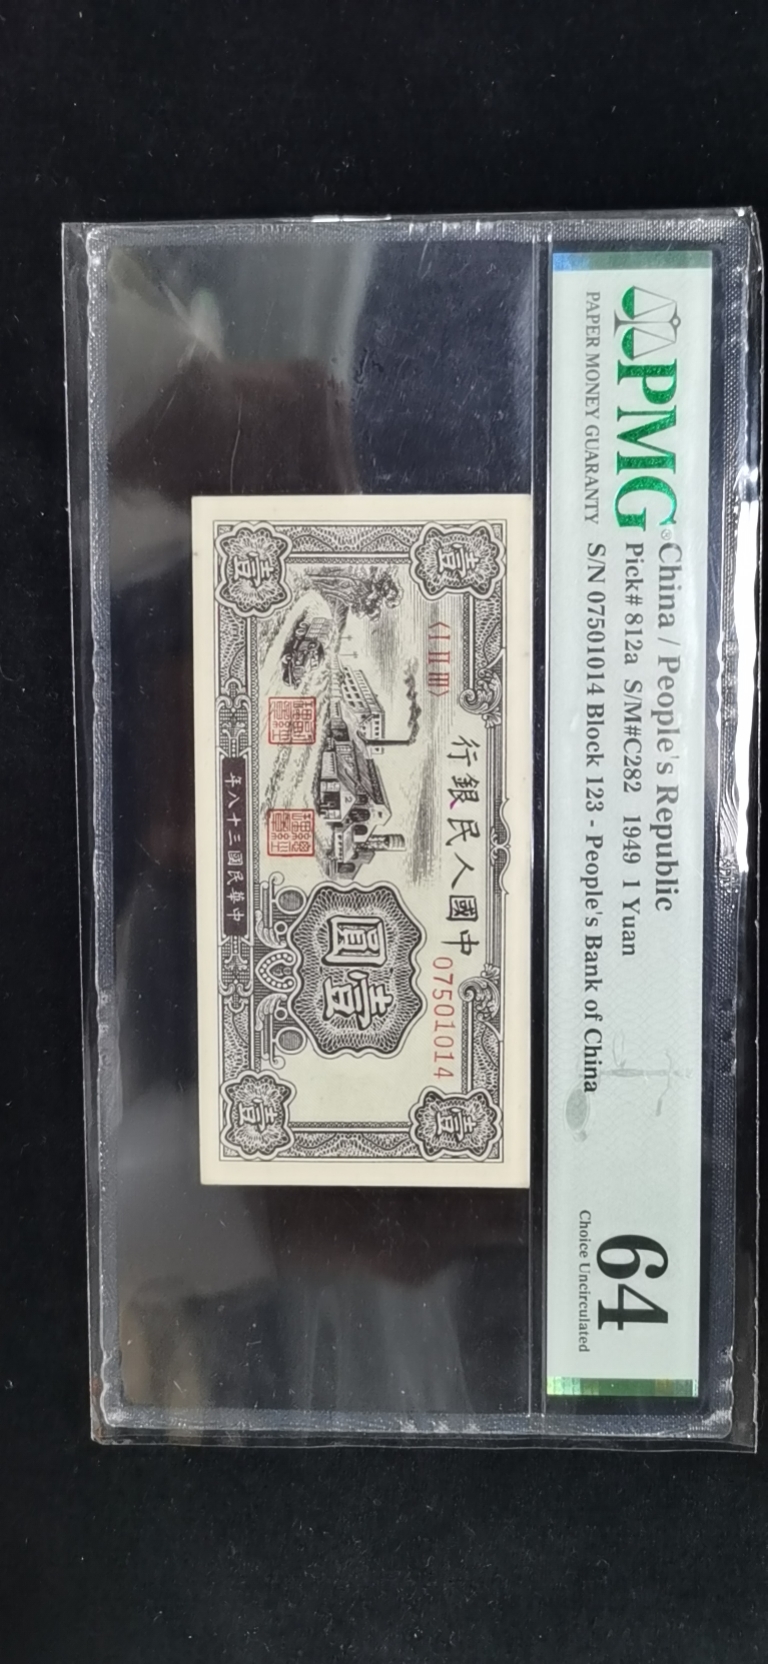 PMG®
PAPER MONEY GUARANTY
China / People's Republic
Pick# 812a S/M#C282 1949 1 Yuan
S/N 07501014 Block 123 - People's Bank of China
64
Choice Uncirculated
行銀民人國中
〈I II III〉
07501014
壹
壹
圓壹
壹
壹
年八十三國民華中